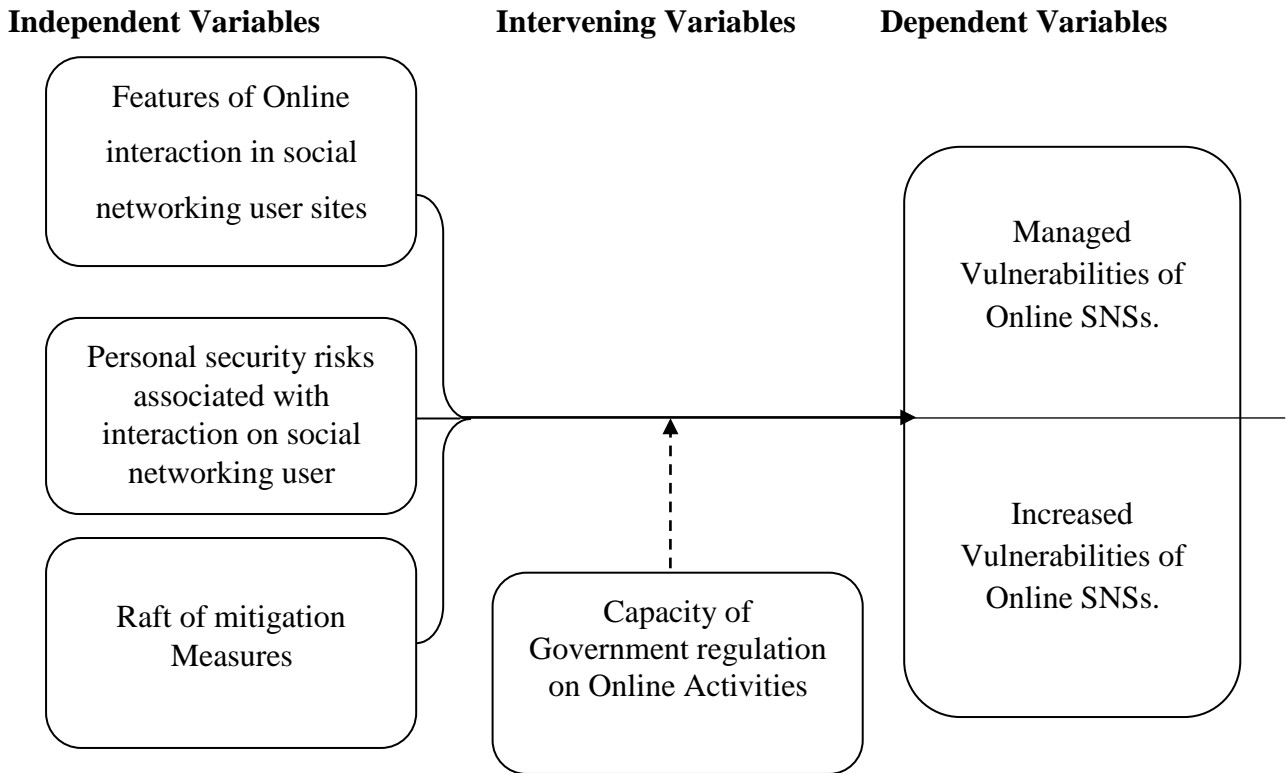 Independent Variables
Intervening Variables
Dependent Variables
Features of Online
interaction in social
networking user sites
Personal security risks
associated with
interaction on social
networking user
Raft of mitigation
Measures
Capacity of
Government regulation
on Online Activities
Managed
Vulnerabilities of
Online SNSs.
Increased
Vulnerabilities of
Online SNSs.